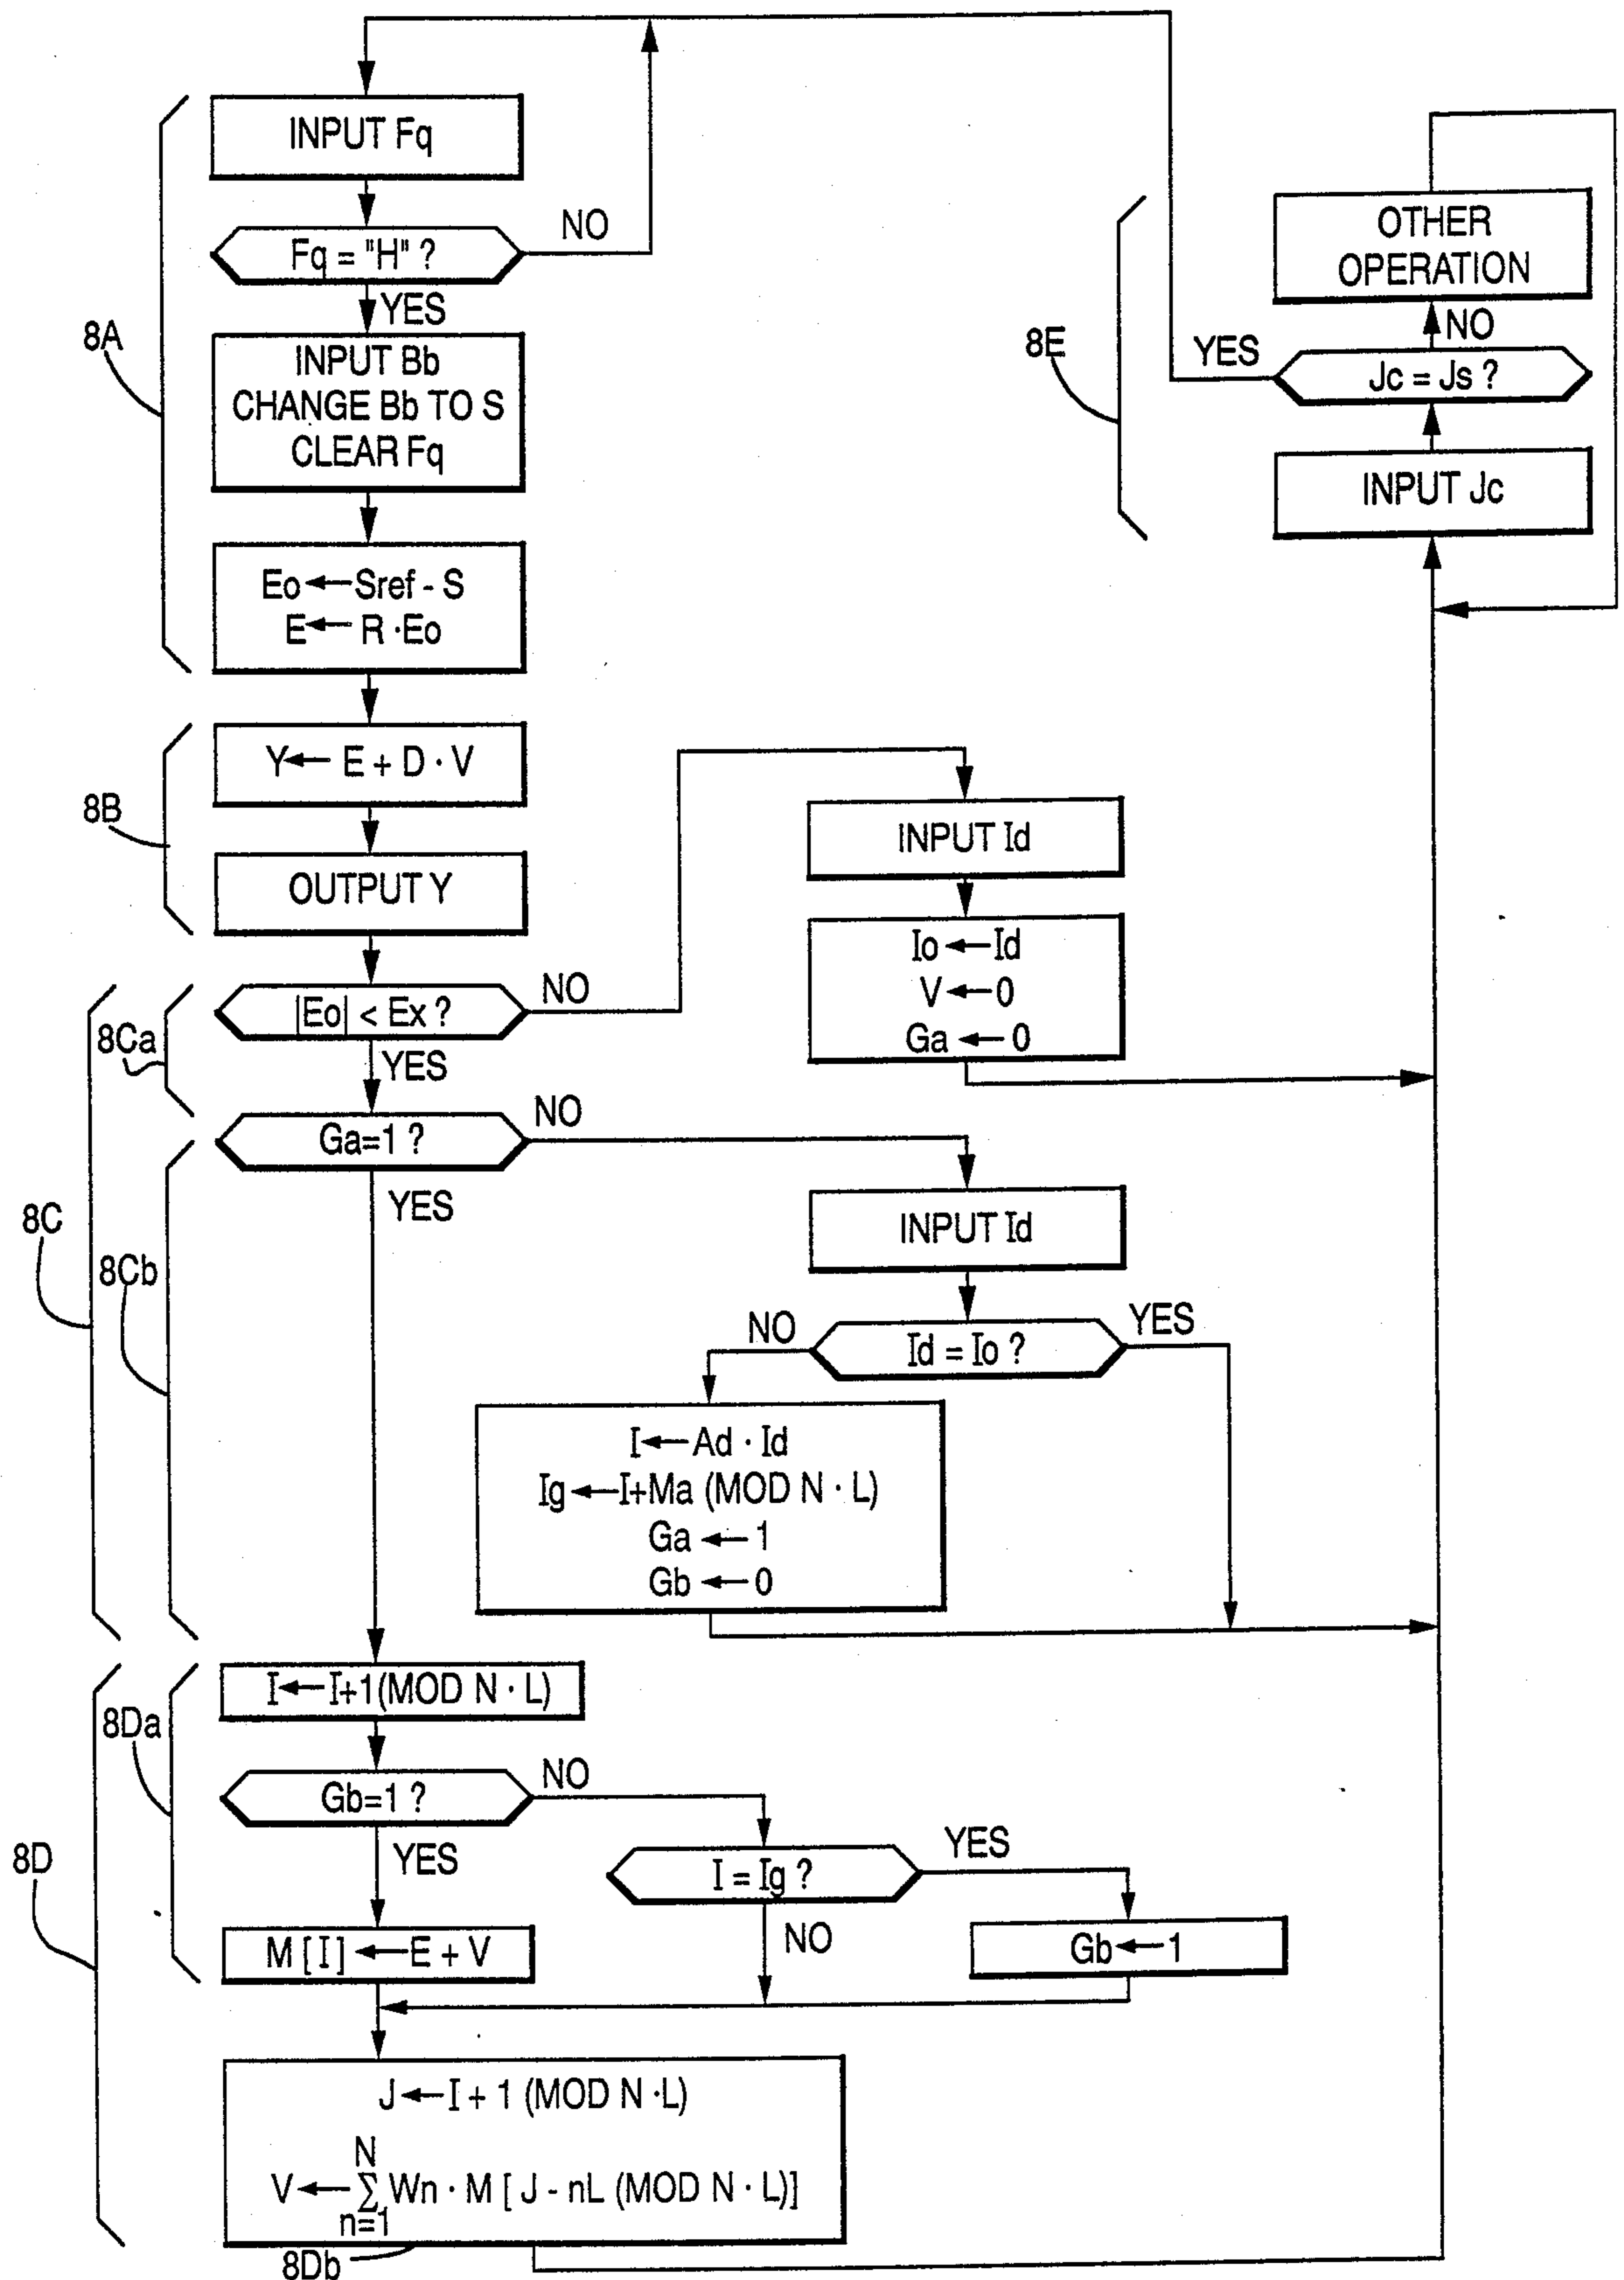 INPUT Fq
Fq = "H" ?
NO
YES
INPUT Bb
CHANGE Bb TO S
CLEAR Fq
8A
Eo←Sref - S
E← R ·Eo
OTHER
OPERATION
NO
YES
Jc = Js ?
8E
INPUT Jc
Y← E + D · V
8B
OUTPUT Y
INPUT Id
Io ←Id
V←0
Ga ←0
|Eo| < Ex ?
NO
8Ca
YES
Ga=1 ?
NO
YES
8C
8Cb
INPUT Id
NO
Id = Io ?
YES
I←Ad · Id
Ig←I+Ma (MOD N · L)
Ga ←1
Gb ←0
I←I+1(MOD N · L)
8Da
Gb=1 ?
NO
YES
8D
I = Ig ?
YES
NO
M [I] ←E + V
Gb←1
J←I + 1 (MOD N ·L)
N
V←∑ Wn · M [ J - nL (MOD N · L)]
n=1
8Db